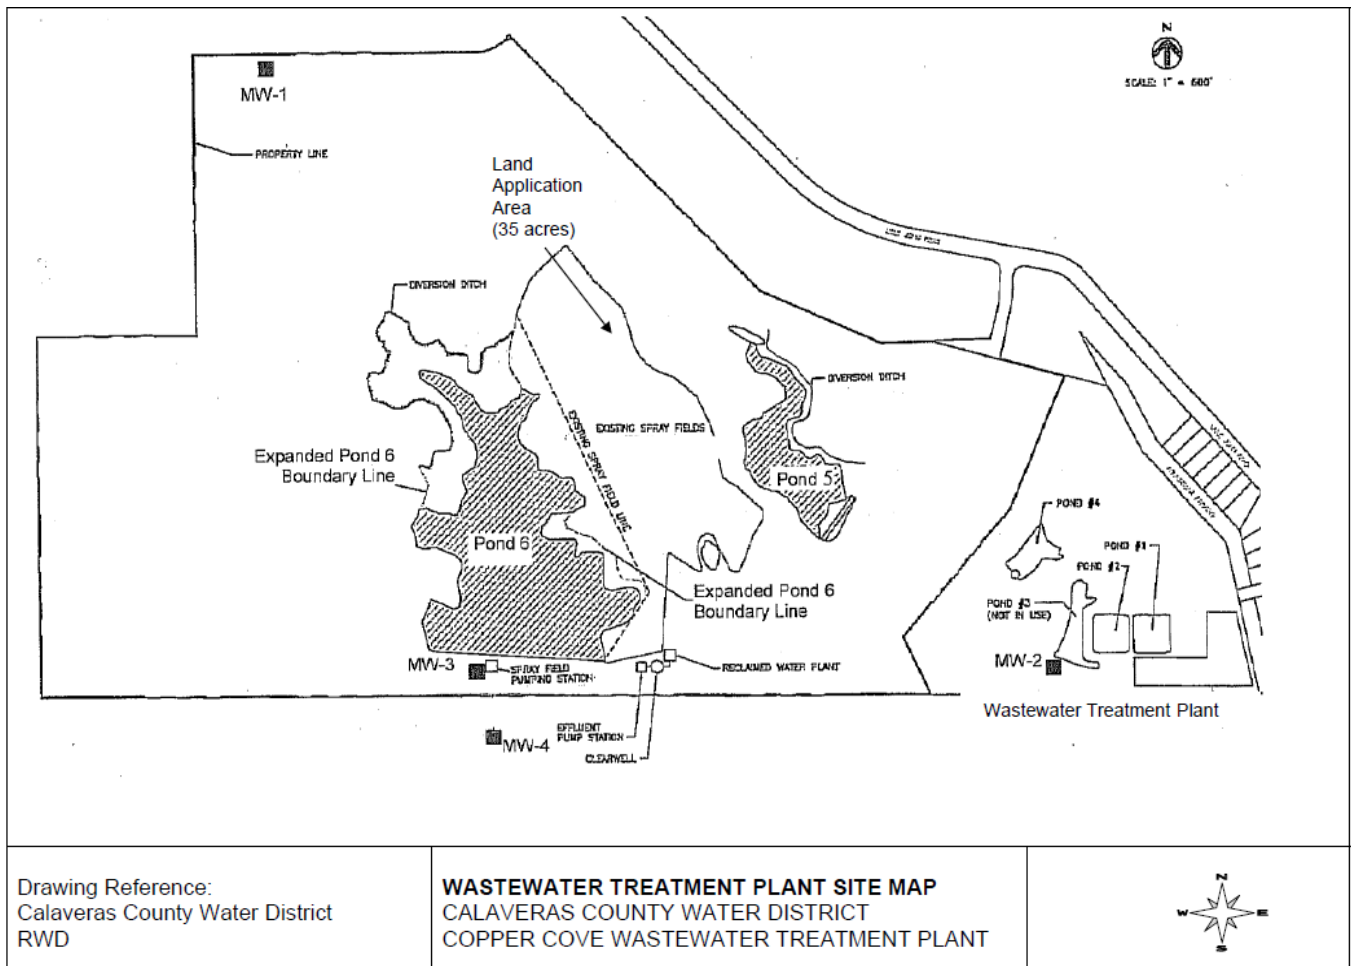 N
SCALE: 1" = 600'
MW-1
PROPERTY LINE
Land
Application
Area
(35 acres)
DIVERSION DITCH
DIVERSION DITCH
EXISTING SPRAY FIELDS
EXISTING SPRAY FIELD LINE
Expanded Pond 6
Boundary Line
Pond 5
Pond 6
POND #4
POND #1
POND #2
POND #3
(NOT IN USE)
Expanded Pond 6
Boundary Line
MW-3
SPRAY FIELD
PUMPING STATION
RECLAIMED WATER PLANT
MW-2
Wastewater Treatment Plant
MW-4
EFFLUENT
PUMP STATION
CLEARWELL
Drawing Reference:
Calaveras County Water District
RWD
WASTEWATER TREATMENT PLANT SITE MAP
CALAVERAS COUNTY WATER DISTRICT
COPPER COVE WASTEWATER TREATMENT PLANT
N
W E
S